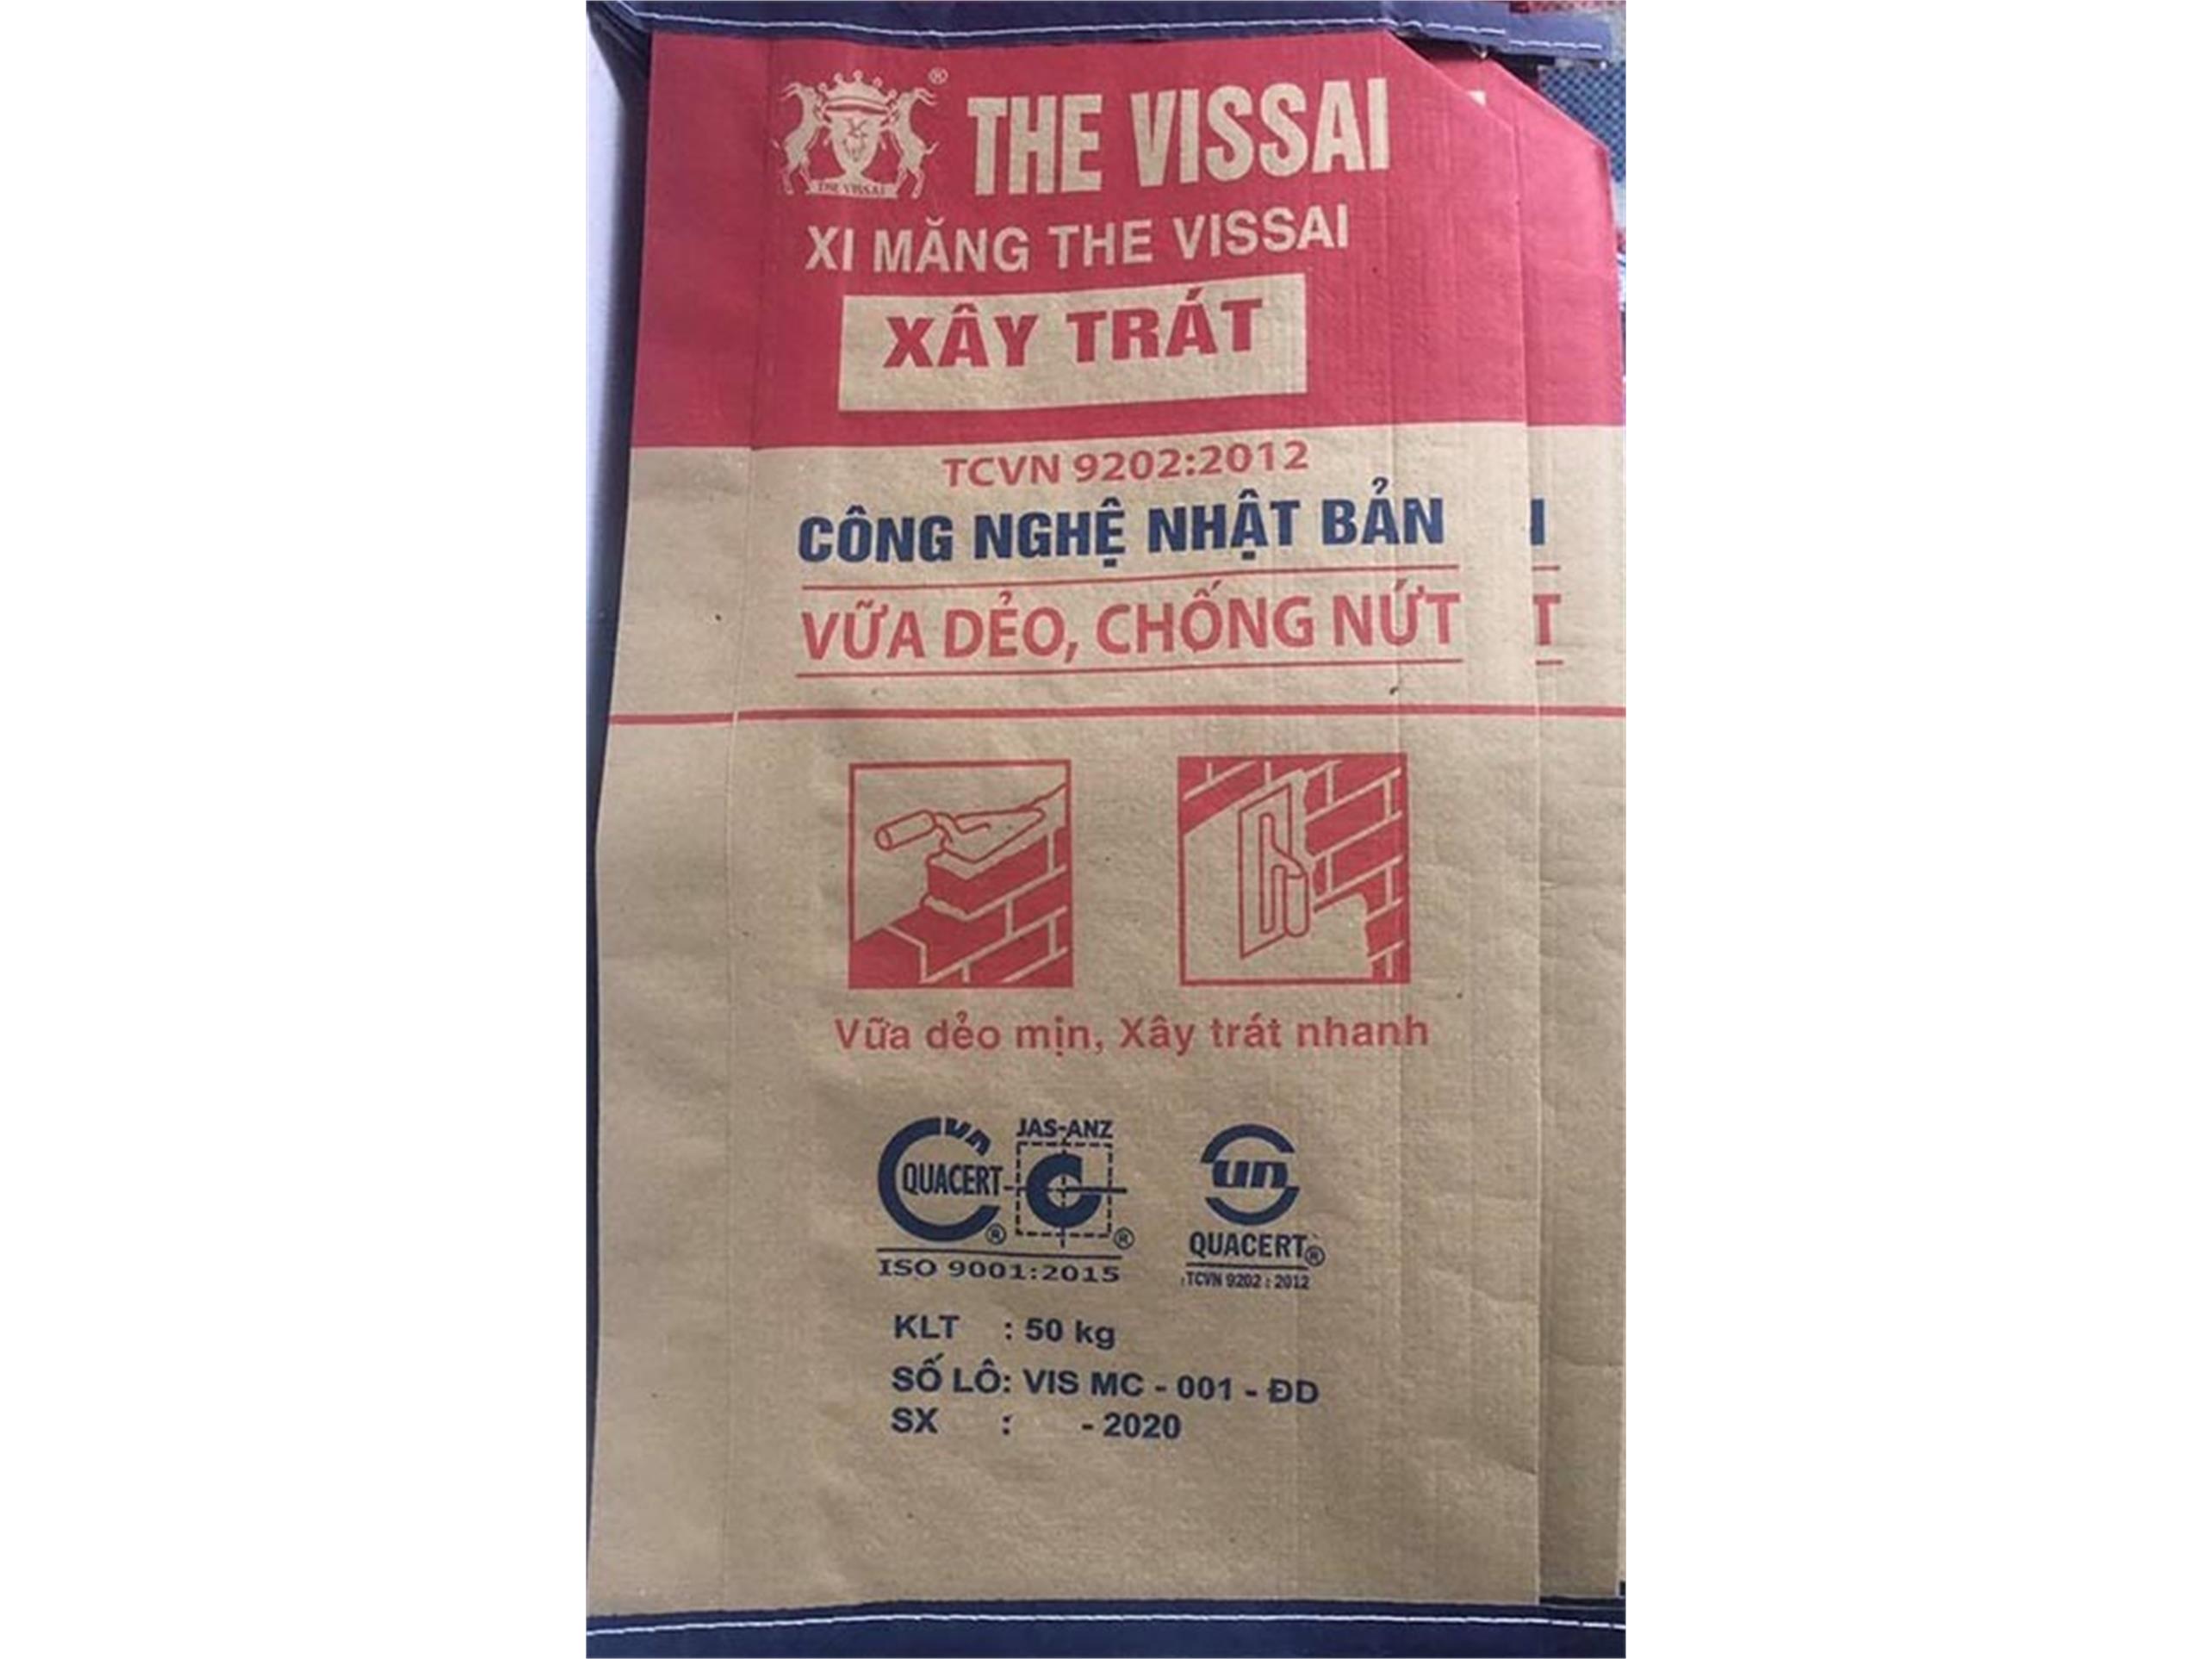 THE VISSAI
®
THE VISSAI
XI MĂNG THE VISSAI
XÂY TRÁT
TCVN 9202:2012
CÔNG NGHỆ NHẬT BẢN
VỮA DẺO, CHỐNG NỨT
Vữa dẻo mịn, Xây trát nhanh
QUACERT ®
JAS-ANZ ®
ISO 9001:2015
QUACERT®
: TCVN 9202 : 2012
KLT : 50 kg
SỐ LÔ: VIS MC - 001 - ĐD
SX : - 2020